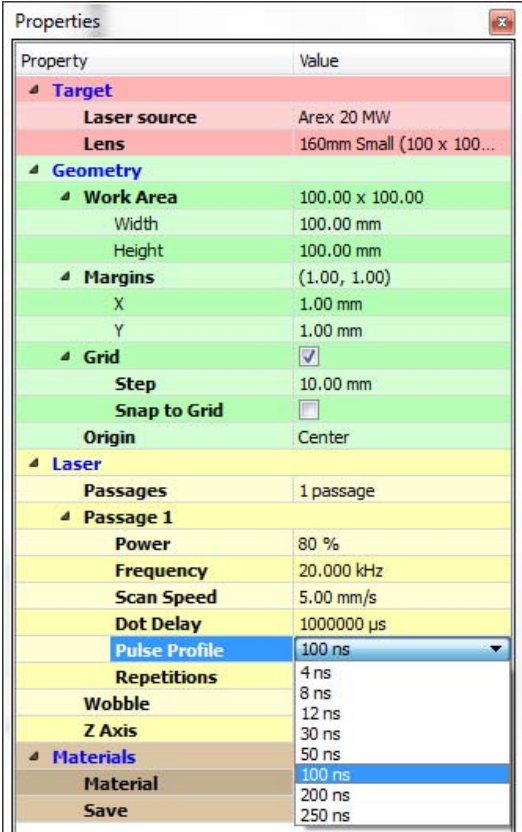 Properties
Property Value
Target
Laser source Arex 20 MW
Lens 160mm Small (100 x 100...
Geometry
Work Area 100.00 x 100.00
Width 100.00 mm
Height 100.00 mm
Margins (1.00, 1.00)
X 1.00 mm
Y 1.00 mm
Grid
Step 10.00 mm
Snap to Grid
Origin Center
Laser
Passages 1 passage
Passage 1
Power 80 %
Frequency 20.000 kHz
Scan Speed 5.00 mm/s
Dot Delay 1000000 µs
Pulse Profile 100 ns
Repetitions 4 ns
8 ns
Wobble 12 ns
30 ns
Z Axis 50 ns
Materials
Material 100 ns
200 ns
Save 250 ns